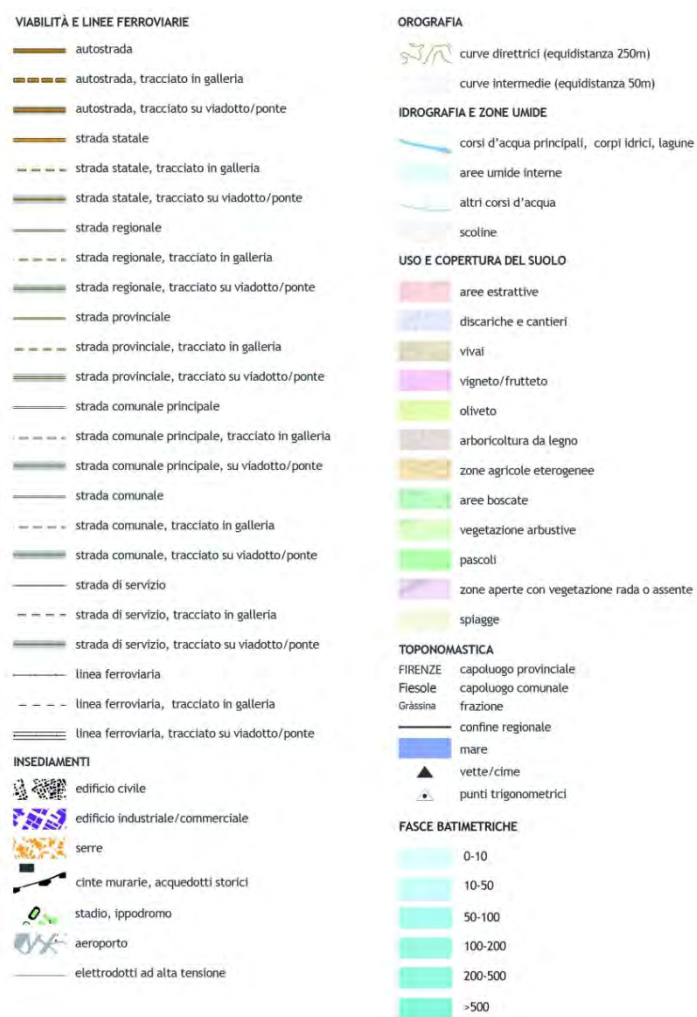 VIABILITÀ E LINEE FERROVIARIE
autostrada
autostrada, tracciato in galleria
autostrada, tracciato su viadotto/ponte
strada statale
strada statale, tracciato in galleria
strada statale, tracciato su viadotto/ponte
strada regionale
strada regionale, tracciato in galleria
strada regionale, tracciato su viadotto/ponte
strada provinciale
strada provinciale, tracciato in galleria
strada provinciale, tracciato su viadotto/ponte
strada comunale principale
strada comunale principale, tracciato in galleria
strada comunale principale, su viadotto/ponte
strada comunale
strada comunale, tracciato in galleria
strada comunale, tracciato su viadotto/ponte
strada di servizio
strada di servizio, tracciato in galleria
strada di servizio, tracciato su viadotto/ponte
linea ferroviaria
linea ferroviaria, tracciato in galleria
linea ferroviaria, tracciato su viadotto/ponte
INSEDIAMENTI
edificio civile
edificio industriale/commerciale
serre
cinte murarie, acquedotti storici
stadio, ippodromo
aeroporto
elettrodotti ad alta tensione
OROGRAFIA
curve direttrici (equidistanza 250m)
curve intermedie (equidistanza 50m)
IDROGRAFIA E ZONE UMIDE
corsi d'acqua principali, corpi idrici, lagune
aree umide interne
altri corsi d'acqua
scoline
USO E COPERTURA DEL SUOLO
aree estrattive
discariche e cantieri
vivai
vigneto/frutteto
oliveto
arboricoltura da legno
zone agricole eterogenee
aree boscate
vegetazione arbustive
pascoli
zone aperte con vegetazione rada o assente
spiagge
TOPONOMASTICA
FIRENZE capoluogo provinciale
Fiesole capoluogo comunale
Gràssina frazione
confine regionale
mare
vette/cime
punti trigonometrici
FASCE BATIMETRICHE
0-10
10-50
50-100
100-200
200-500
>500